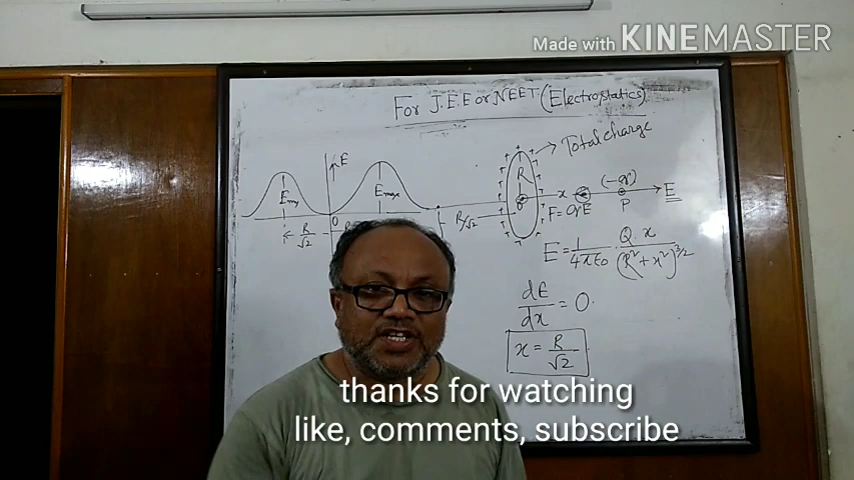 Made with KINEMASTER
For J.E.E or NEET (Electrostatics)
Total charge
E
Emax
Emax
R
(-q)
x
E
F=qE
P
R/√2
O
R/√2
E = 1/4πε0 Q.x/(R²+x²)^3/2
dE/dx = 0.
x = R/√2
thanks for watching
like, comments, subscribe